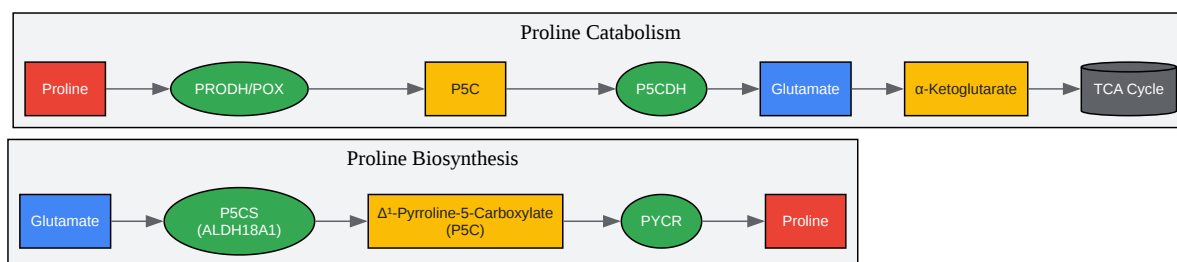 Proline Catabolism
Proline
PRODH/POX
P5C
P5CDH
Glutamate
α-Ketoglutarate
TCA Cycle
Proline Biosynthesis
Glutamate
P5CS
(ALDH18A1)
Δ¹-Pyrroline-5-Carboxylate
(P5C)
PYCR
Proline